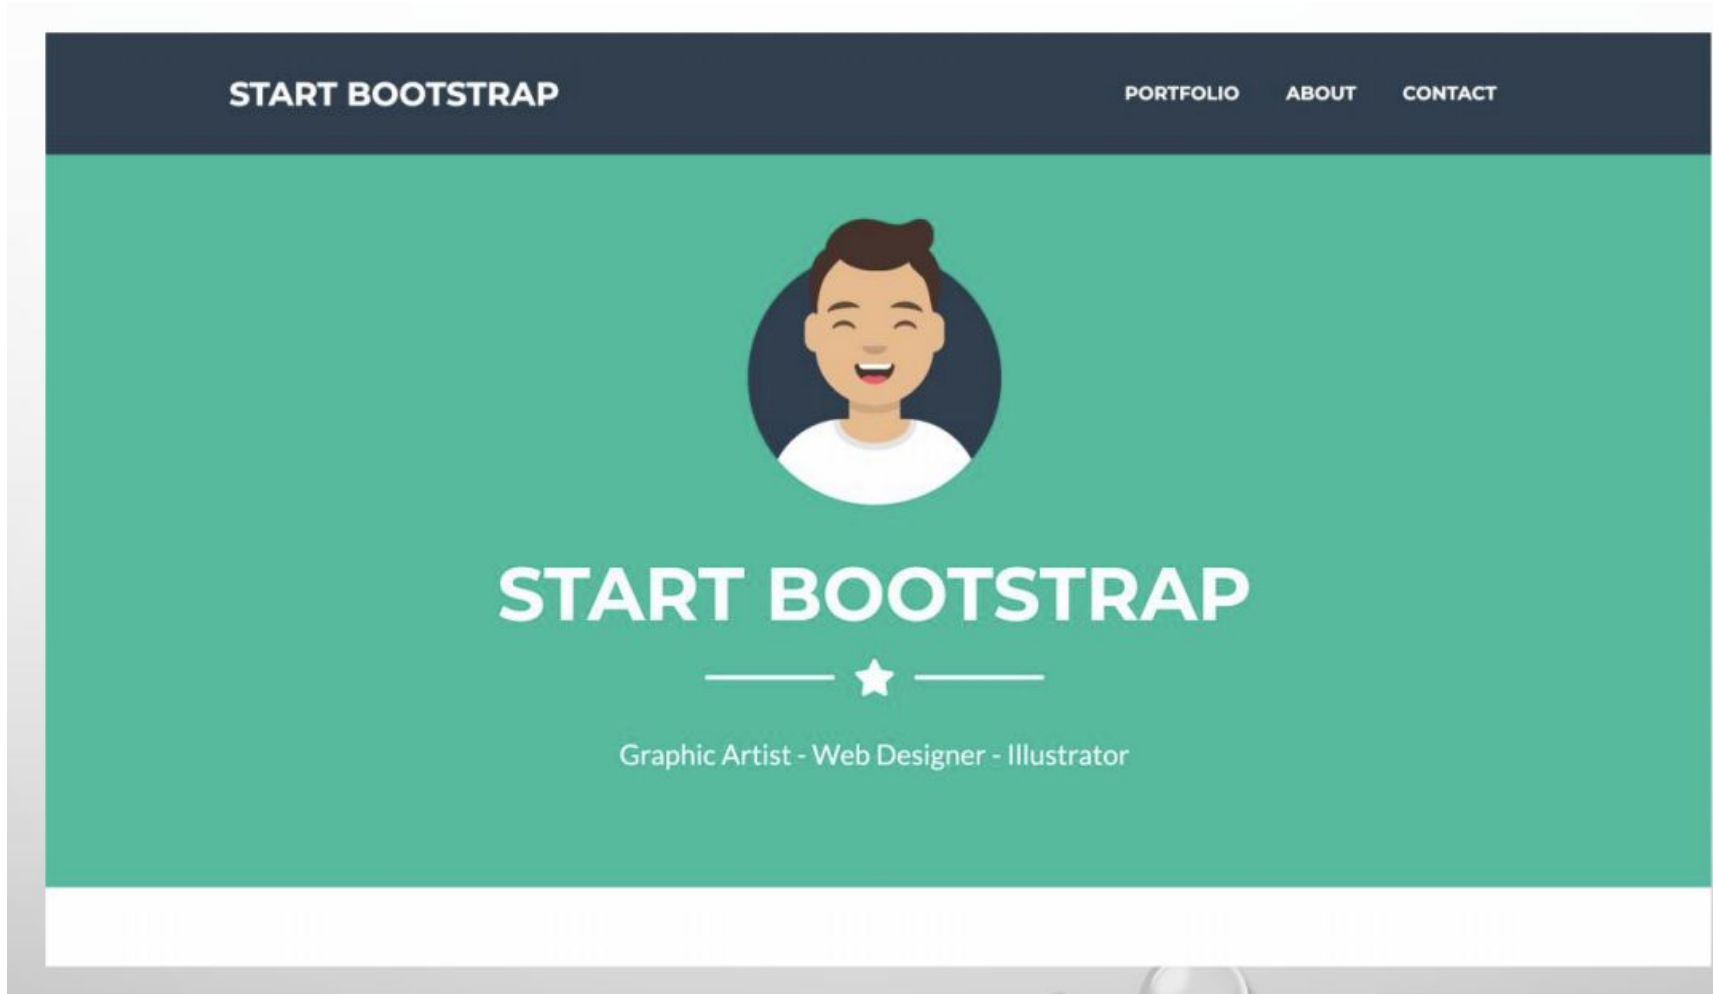 START BOOTSTRAP
PORTFOLIO ABOUT CONTACT
START BOOTSTRAP
Graphic Artist - Web Designer - Illustrator